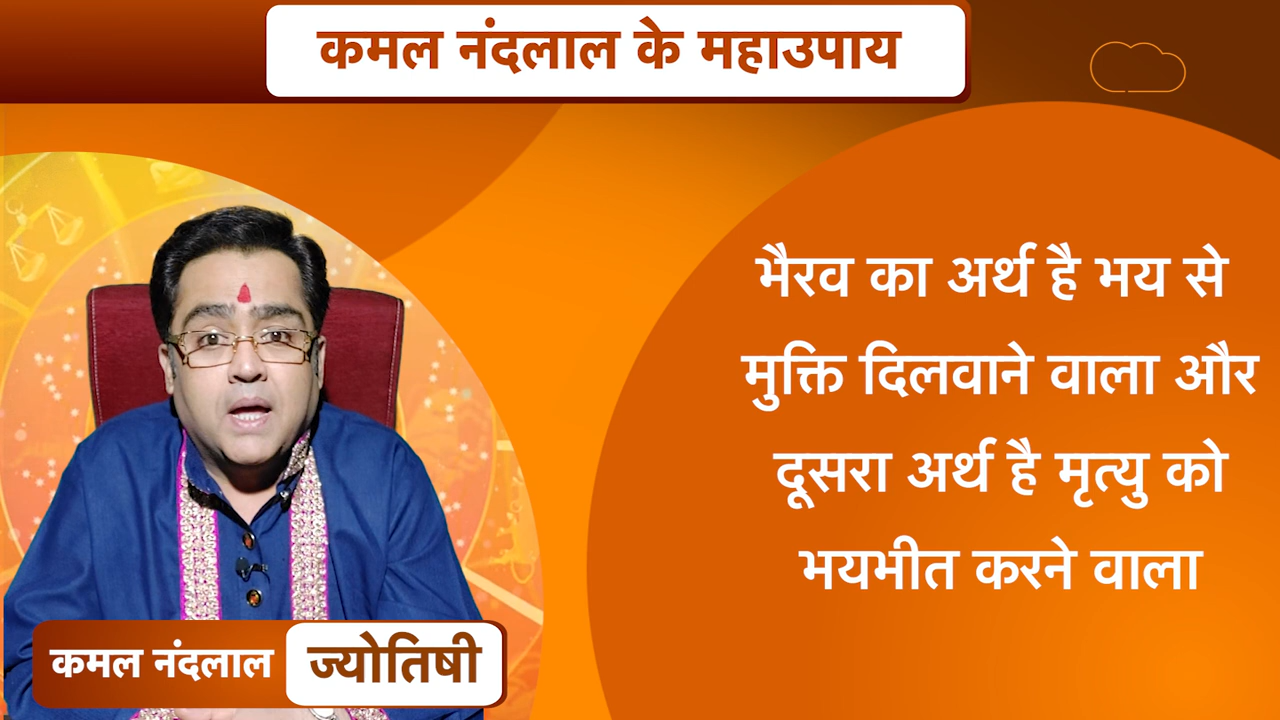 कमल नंदलाल के महाउपाय
भैरव का अर्थ है भय से
मुक्ति दिलवाने वाला और
दूसरा अर्थ है मृत्यु को
भयभीत करने वाला
कमल नंदलाल
ज्योतिषी